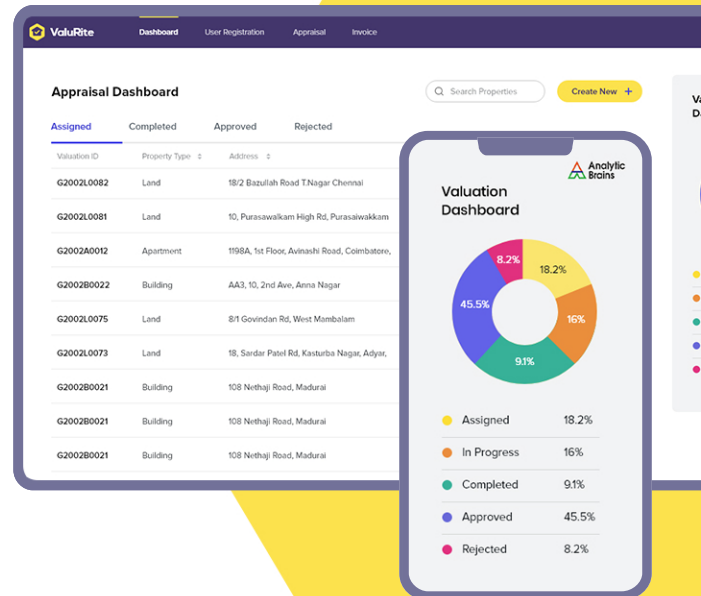 ValuRite
Dashboard
User Registration
Appraisal
Invoice
Appraisal Dashboard
Search Properties
Create New +
Assigned
Completed
Approved
Rejected
Valuation ID
Property Type
Address
G2002L0082 Land 18/2 Bazullah Road T.Nagar Chennai
G2002L0081 Land 10, Purasawalkam High Rd, Purasaiwakkam
G2002A0012 Apartment 1198A, 1st Floor, Avinashi Road, Coimbatore,
G2002B0022 Building AA3, 10, 2nd Ave, Anna Nagar
G2002L0075 Land 8/1 Govindan Rd, West Mambalam
G2002L0073 Land 18, Sardar Patel Rd, Kasturba Nagar, Adyar,
G2002B0021 Building 108 Nethaji Road, Madurai
G2002B0021 Building 108 Nethaji Road, Madurai
G2002B0021 Building 108 Nethaji Road, Madurai
Analytic
Brains
Valuation
Dashboard
8.2%
18.2%
45.5%
16%
9.1%
Assigned 18.2%
In Progress 16%
Completed 9.1%
Approved 45.5%
Rejected 8.2%